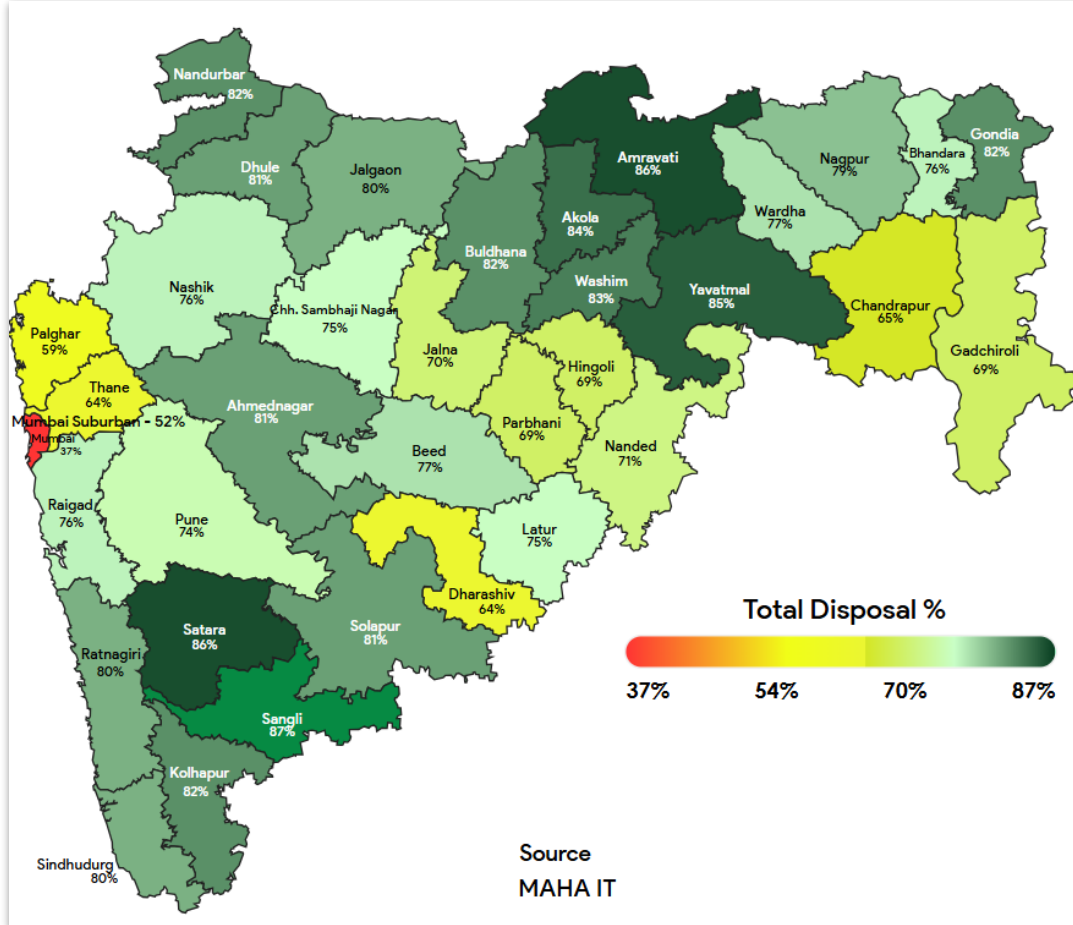 Nandurbar
82%
Dhule
81%
Jalgaon
80%
Buldhana
82%
Akola
84%
Amravati
86%
Washim
83%
Yavatmal
85%
Wardha
77%
Nagpur
79%
Bhandara
76%
Gondia
82%
Chandrapur
65%
Gadchiroli
69%
Nashik
76%
Chh. Sambhaji Nagar
75%
Jalna
70%
Hingoli
69%
Parbhani
69%
Nanded
71%
Palghar
59%
Thane
64%
Mumbai Suburban - 52%
Mumbai
37%
Ahmednagar
81%
Beed
77%
Raigad
76%
Pune
74%
Latur
75%
Dharashiv
64%
Satara
86%
Solapur
81%
Ratnagiri
80%
Sangli
87%
Kolhapur
82%
Sindhudurg
80%
Total Disposal %
37% 54% 70% 87%
Source
MAHA IT